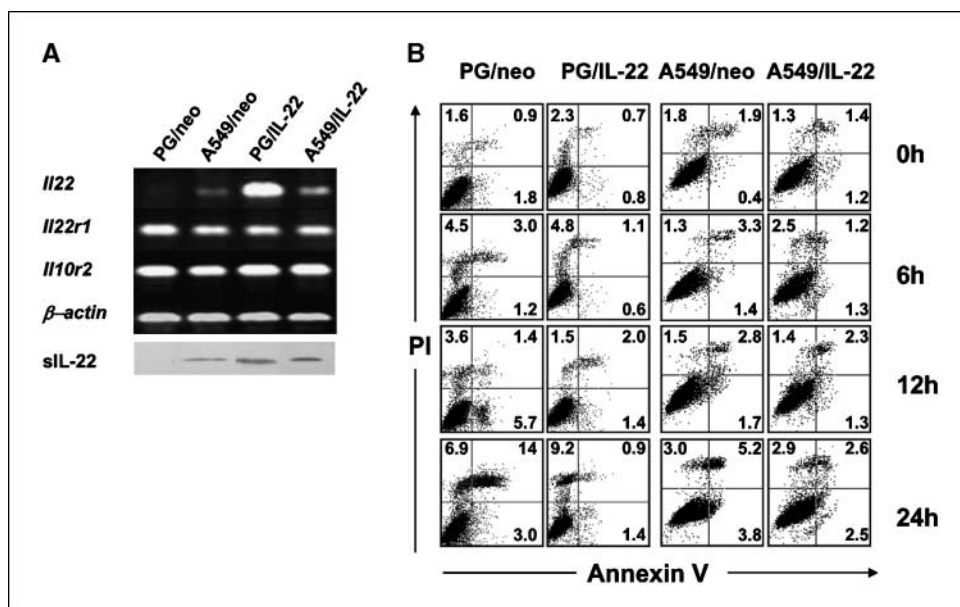 A
PG/neo
A549/neo
PG/IL-22
A549/IL-22
Il22
Il22r1
Il10r2
β–actin
sIL-22
B
PG/neo PG/IL-22 A549/neo A549/IL-22
1.6 0.9 2.3 0.7 1.8 1.9 1.3 1.4
0h
1.8 0.8 0.4 1.2
4.5 3.0 4.8 1.1 1.3 3.3 2.5 1.2
6h
1.2 0.6 1.4 1.3
PI
3.6 1.4 1.5 2.0 1.5 2.8 1.4 2.3
12h
5.7 1.4 1.7 1.3
6.9 14 9.2 0.9 3.0 5.2 2.9 2.6
24h
3.0 1.4 3.8 2.5
Annexin V